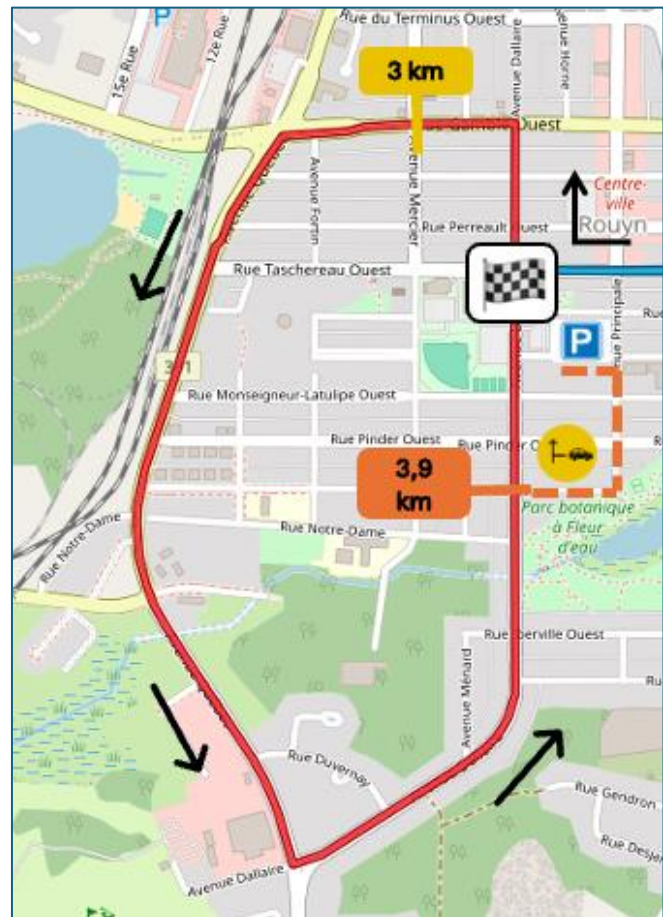 Rue du Terminus Ouest
P
15e Rue
12e Rue
3 km
Avenue Dallaire
Avenue Horne
Ouest
Avenue Fortin
Avenue Mercier
Centre-
ville
Rue Perreault Ouest
Rouyn
Rue Taschereau Ouest
P
Rue Monseigneur-Latulipe Ouest
Rue Pinder Ouest
Rue Pinder
3,9
km
Parc botanique
à Fleur
d'eau
Rue Notre-Dame
Rue Notre-Dame
Ouest
Avenue Ménard
Rue Duvernay
Rue Gendron
Avenue Dallaire